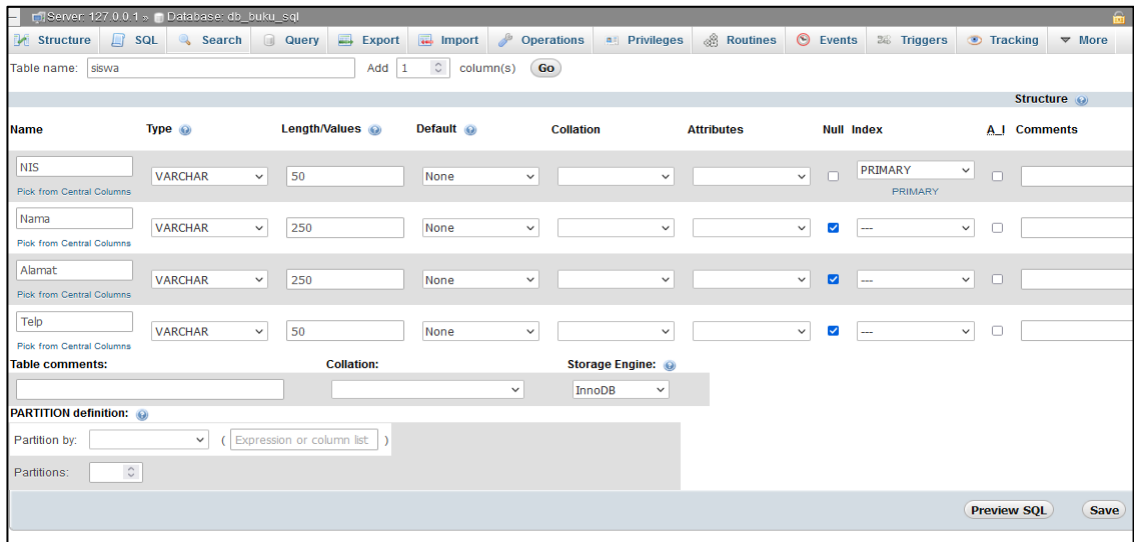 Server: 127.0.0.1 » Database: db_buku_sql
Structure SQL Search Query Export Import Operations Privileges Routines Events Triggers Tracking More
Table name: siswa Add 1 column(s) Go
Structure
Name Type Length/Values Default Collation Attributes Null Index A_I Comments
NIS VARCHAR 50 None PRIMARY
Pick from Central Columns PRIMARY
Nama VARCHAR 250 None ---
Pick from Central Columns
Alamat VARCHAR 250 None ---
Pick from Central Columns
Telp VARCHAR 50 None ---
Pick from Central Columns
Table comments: Collation: Storage Engine:
InnoDB
PARTITION definition:
Partition by: ( Expression or column list )
Partitions:
Preview SQL Save